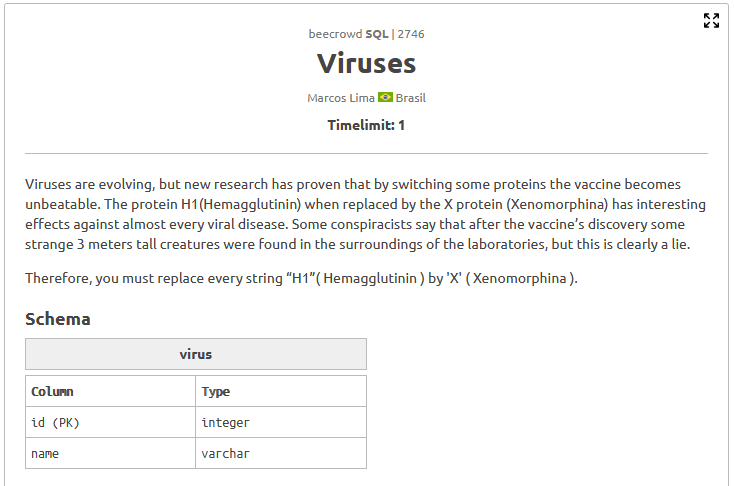 beecrowd SQL | 2746
Viruses
Marcos Lima Brasil
Timelimit: 1
Viruses are evolving, but new research has proven that by switching some proteins the vaccine becomes
unbeatable. The protein H1(Hemagglutinin) when replaced by the X protein (Xenomorphina) has interesting
effects against almost every viral disease. Some conspiracists say that after the vaccine’s discovery some
strange 3 meters tall creatures were found in the surroundings of the laboratories, but this is clearly a lie.
Therefore, you must replace every string “H1”( Hemagglutinin ) by 'X' ( Xenomorphina ).
Schema
virus
Column Type
id (PK) integer
name varchar